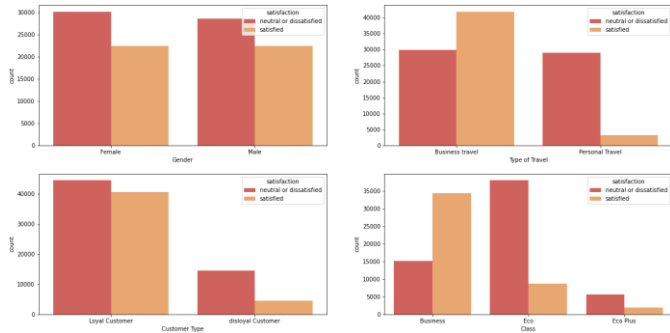 satisfaction
neutral or dissatisfied
satisfied
30000
25000
20000
15000
10000
5000
0
count
Female
Male
Gender
satisfaction
neutral or dissatisfied
satisfied
40000
35000
30000
25000
20000
15000
10000
5000
0
count
Business travel
Personal Travel
Type of Travel
satisfaction
neutral or dissatisfied
satisfied
40000
30000
20000
10000
0
count
Loyal Customer
disloyal Customer
Customer Type
satisfaction
neutral or dissatisfied
satisfied
35000
30000
25000
20000
15000
10000
5000
0
count
Business
Eco
Eco Plus
Class